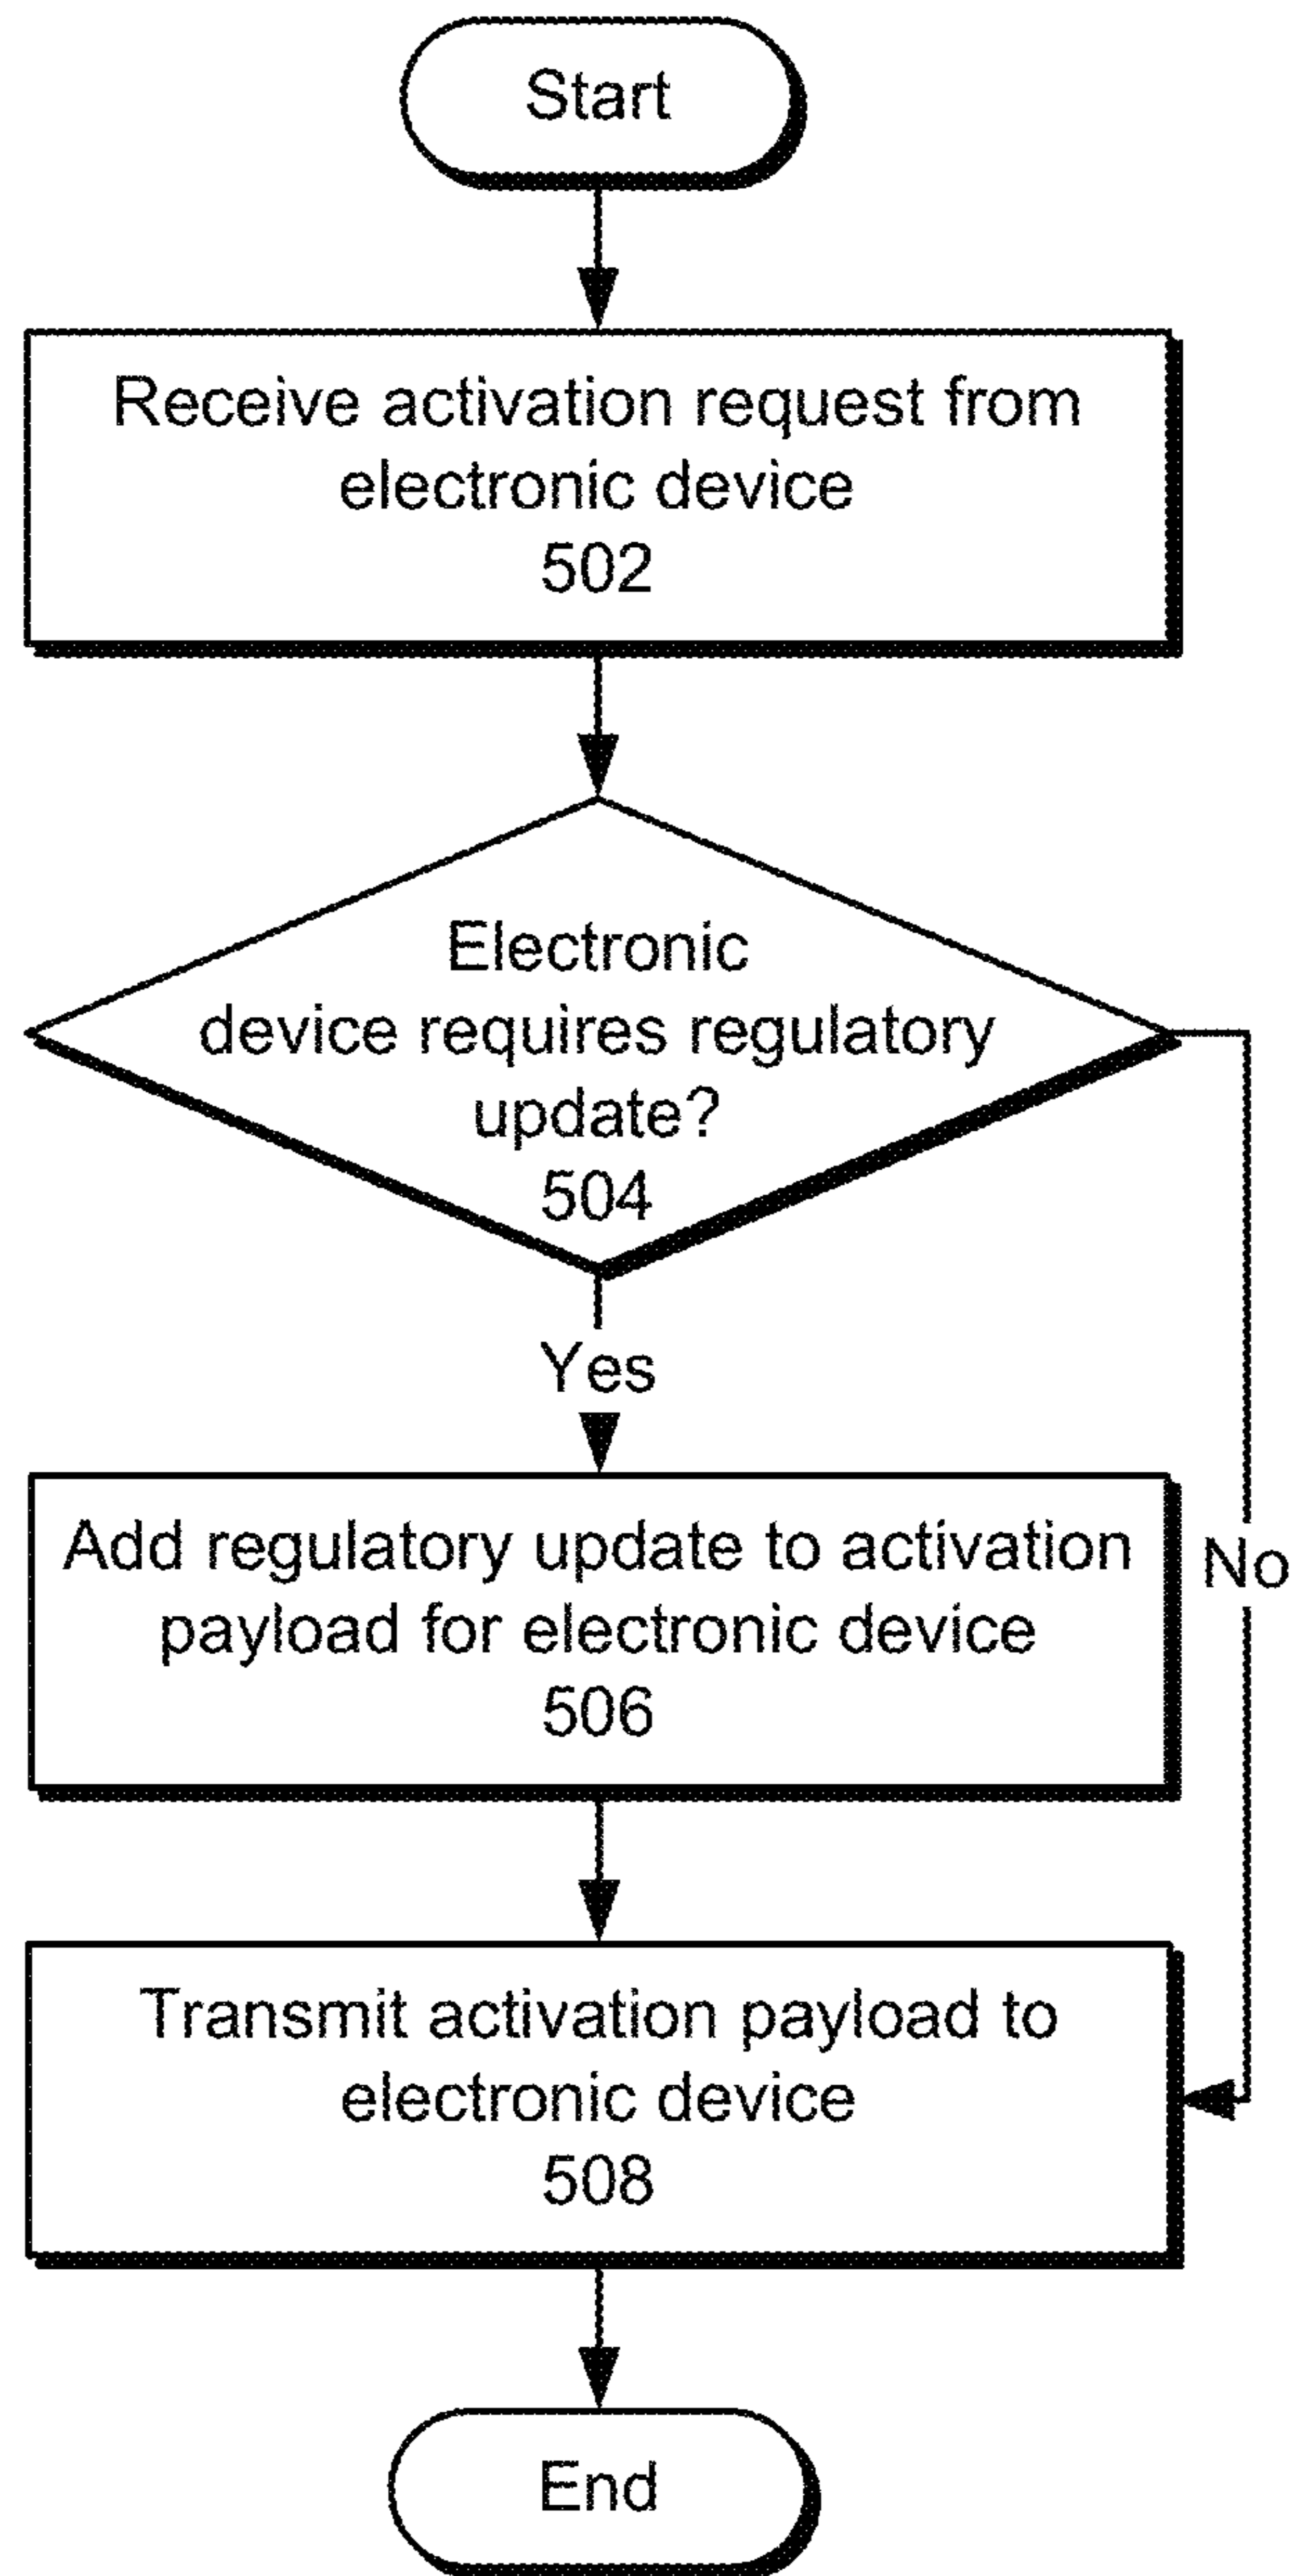 Start
Receive activation request from
electronic device
502
Electronic
device requires regulatory
update?
504
Yes
Add regulatory update to activation
payload for electronic device
506
No
Transmit activation payload to
electronic device
508
End